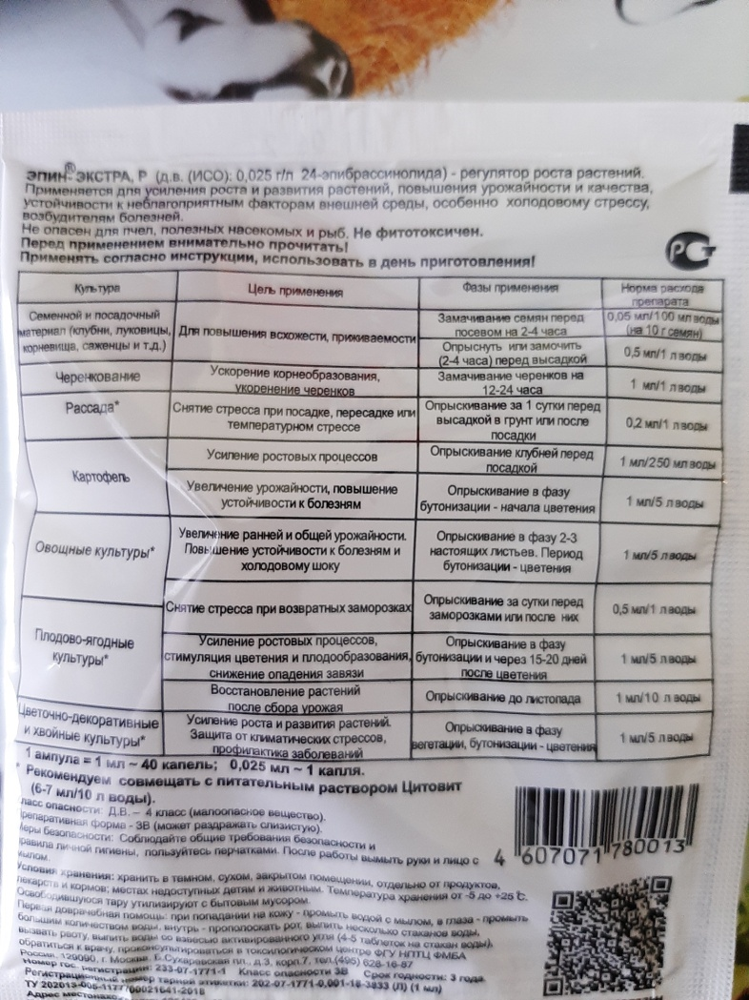 ЭПИН®-ЭКСТРА, Р (д.в. (ИСО): 0,025 г/л 24-эпибрассинолида) - регулятор роста растений.
Применяется для усиления роста и развития растений, повышения урожайности и качества,
устойчивости к неблагоприятным факторам внешней среды, особенно холодовому стрессу,
возбудителям болезней.
Не опасен для пчел, полезных насекомых и рыб. Не фитотоксичен.
Перед применением внимательно прочитать!
Применять согласно инструкции, использовать в день приготовления!
РСТ
Культура
Цель применения
Фазы применения
Норма расхода
препарата
Семенной и посадочный
материал (клубни, луковицы,
корневища, саженцы и т.д.)
Для повышения всхожести, приживаемости
Замачивание семян перед
посевом на 2-4 часа
0,05 мл/100 мл воды
(на 10 г семян)
Опрыснуть или замочить
(2-4 часа) перед высадкой
0,5 мл/1 л воды
Черенкование
Ускорение корнеобразования,
укоренение черенков
Замачивание черенков на
12-24 часа
1 мл/1 л воды
Рассада*
Снятие стресса при посадке, пересадке или
температурном стрессе
Опрыскивание за 1 сутки перед
высадкой в грунт или после
посадки
0,2 мл/1 л воды
Картофель
Усиление ростовых процессов
Опрыскивание клубней перед
посадкой
1 мл/250 мл воды
Увеличение урожайности, повышение
устойчивости к болезням
Опрыскивание в фазу
бутонизации - начала цветения
1 мл/5 л воды
Овощные культуры*
Увеличение ранней и общей урожайности.
Повышение устойчивости к болезням и
холодовому шоку
Опрыскивание в фазу 2-3
настоящих листьев. Период
бутонизации - цветения
1 мл/5 л воды
Снятие стресса при возвратных заморозках
Опрыскивание за сутки перед
заморозками или после них
0,5 мл/1 л воды
Плодово-ягодные
культуры*
Усиление ростовых процессов,
стимуляция цветения и плодообразования,
снижение опадения завязи
Опрыскивание в фазу
бутонизации и через 15-20 дней
после цветения
1 мл/5 л воды
Восстановление растений
после сбора урожая
Опрыскивание до листопада
1 мл/10 л воды
Цветочно-декоративные
и хвойные культуры*
Усиление роста и развития растений.
Защита от климатических стрессов,
профилактика заболеваний
Опрыскивание в фазу
вегетации, бутонизации - цветения
1 мл/5 л воды
1 ампула = 1 мл ~ 40 капель; 0,025 мл ~ 1 капля.
* Рекомендуем совмещать с питательным раствором Цитовит
(6-7 мл/10 л воды).
ласс опасности: Д.В. – 4 класс (малоопасное вещество).
репаративная форма - 3В (может раздражать слизистую).
еры безопасности: Соблюдайте общие требования безопасности и
равила личной гигиены, пользуйтесь перчатками. После работы вымыть руки и лицо с
мылом.
4 607071 780013
Условия хранения: хранить в темном, сухом, закрытом помещении, отдельно от продуктов,
лекарств и кормов; местах недоступных детям и животным. Температура хранения от -5 до +25 С.
Освободившуюся тару утилизируют с бытовым мусором.
Первая доврачебная помощь: при попадании на кожу - промыть водой с мылом, в глаза - промыть
большим количеством воды, внутрь - прополоскать рот, выпить несколько стаканов воды,
вызвать рвоту, выпить воды со взвесью активированного угля (4-5 таблеток на стакан воды),
обратиться к врачу, проконсультироваться в токсикологическом центре ФГУ НПТЦ ФМБА
России, 129090, г. Москва, Б.Сухаревская пл., д.3, корп.7, тел.(495) 628-16-87
Номер гос. регистрации: 233-07-1771-1 Класс опасности 3В Срок годности: 3 года.
Регистрационный номер тарной этикетки: 202-07-1771-0,001-16-3833 (Л) (1 мл)
Адрес местонахо